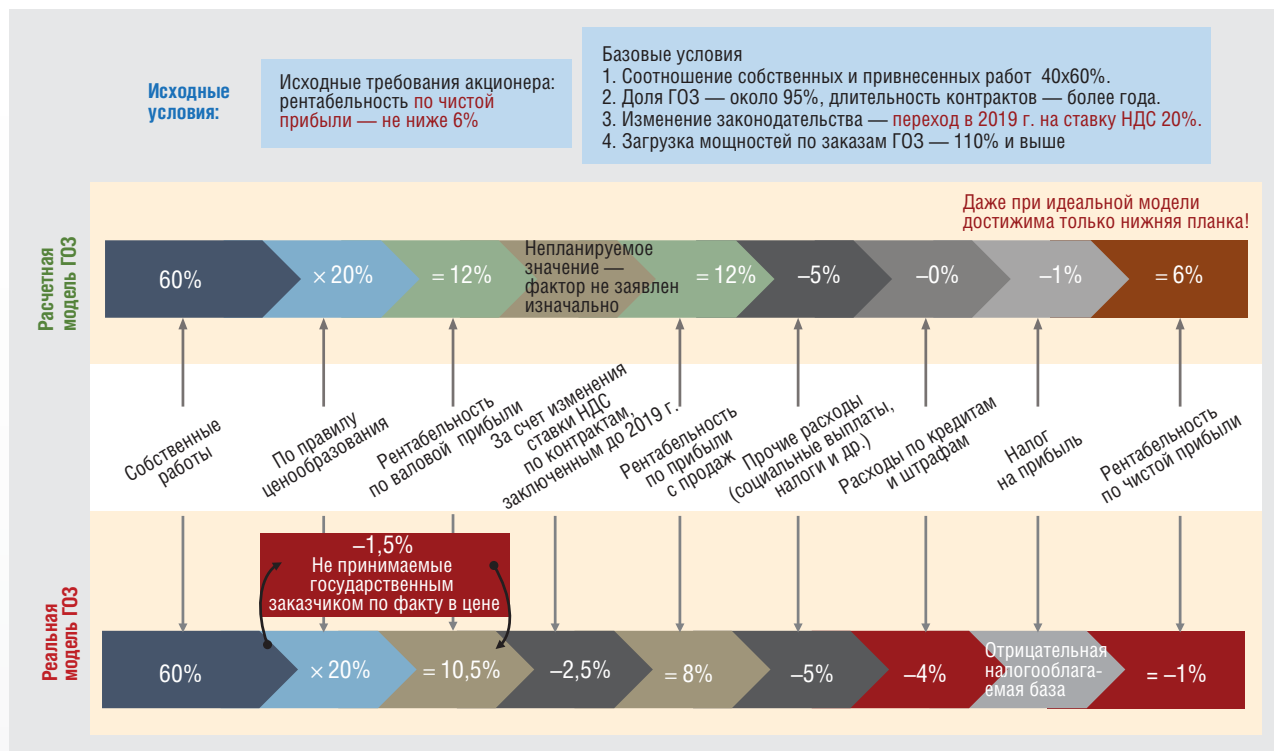 Исходные
условия:
Исходные требования акционера:
рентабельность по чистой
прибыли — не ниже 6%
Базовые условия
1. Соотношение собственных и привнесенных работ 40x60%.
2. Доля ГОЗ — около 95%, длительность контрактов — более года.
3. Изменение законодательства — переход в 2019 г. на ставку НДС 20%.
4. Загрузка мощностей по заказам ГОЗ — 110% и выше
Даже при идеальной модели
достижима только нижняя планка!
Расчетная
модель ГОЗ
60%
× 20%
= 12%
Непланируемое
значение —
фактор не заявлен
изначально
= 12%
–5%
–0%
–1%
= 6%
Собственные
работы
По правилу
ценообразования
Рентабельность
по валовой прибыли
За счет изменения
ставки НДС
по контрактам,
заключенным до 2019 г.
Рентабельность
по прибыли
с продаж
Прочие расходы
(социальные выплаты,
налоги и др.)
Расходы по кредитам
и штрафам
Налог
на прибыль
Рентабельность
по чистой прибыли
Реальная
модель ГОЗ
–1,5%
Не принимаемые
государственным
заказчиком по факту в цене
60%
× 20%
= 10,5%
–2,5%
= 8%
–5%
–4%
Отрицательная
налогооблага-
емая база
= –1%